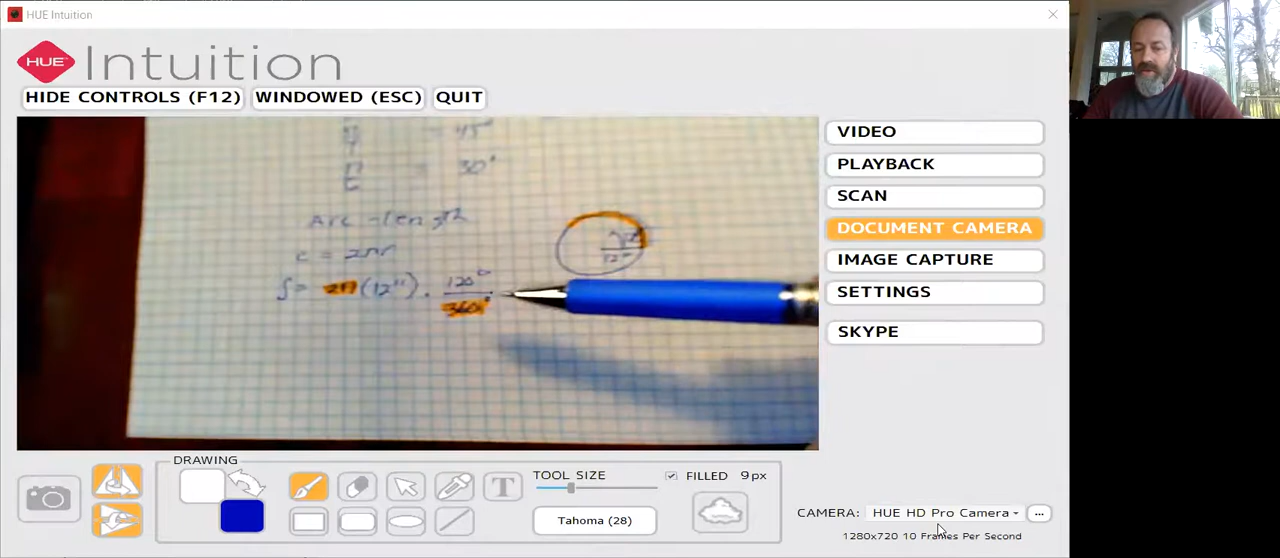 HUE Intuition
HUE Intuition
HIDE CONTROLS (F12) WINDOWED (ESC) QUIT
VIDEO
PLAYBACK
SCAN
DOCUMENT CAMERA
IMAGE CAPTURE
SETTINGS
SKYPE
= 45°
= 30°
Arc - length
c = 2πr
S = 2π (12") . 120° / 360°
12"
DRAWING
TOOL SIZE
FILLED 9px
T
Tahoma (28)
CAMERA: HUE HD Pro Camera ...
1280x720 10 Frames Per Second